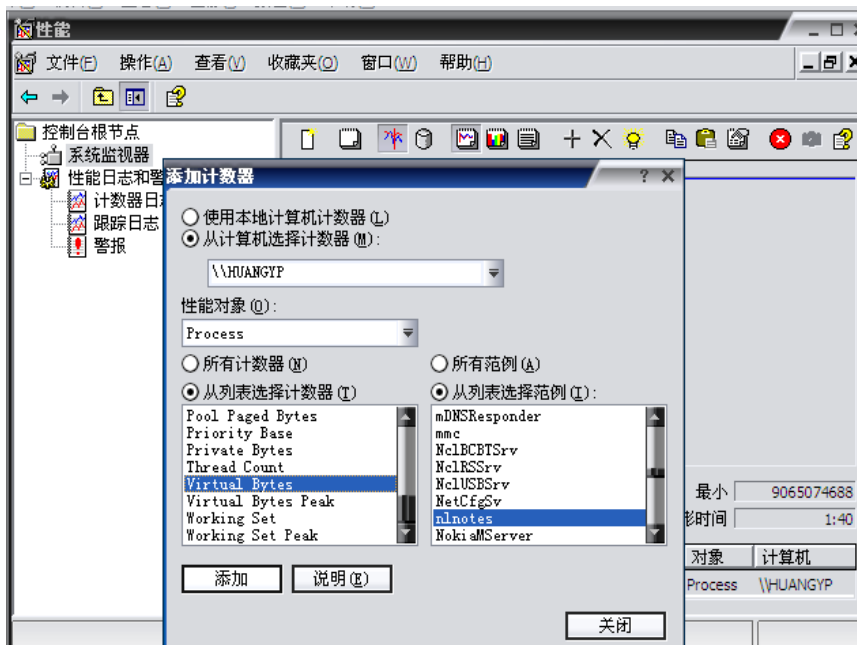 性能
文件(F) 操作(A) 查看(V) 收藏夹(O) 窗口(W) 帮助(H)
控制台根节点
系统监视器
性能日志和警
计数器日
跟踪日志
警报
添加计数器
使用本地计算机计数器(L)
从计算机选择计数器(M):
\\HUANGYP
性能对象(O):
Process
所有计数器(N)
所有范例(A)
从列表选择计数器(T)
从列表选择范例(I):
Pool Paged Bytes
Priority Base
Private Bytes
Thread Count
Virtual Bytes
Virtual Bytes Peak
Working Set
Working Set Peak
mDNSResponder
mmc
NclBCBTSrv
NclRSSrv
NclUSBSrv
NetCfgSv
nlnotes
NokiaMServer
添加
说明(E)
关闭
最小 9065074688
时间 1:40
对象 计算机
Process \\HUANGYP